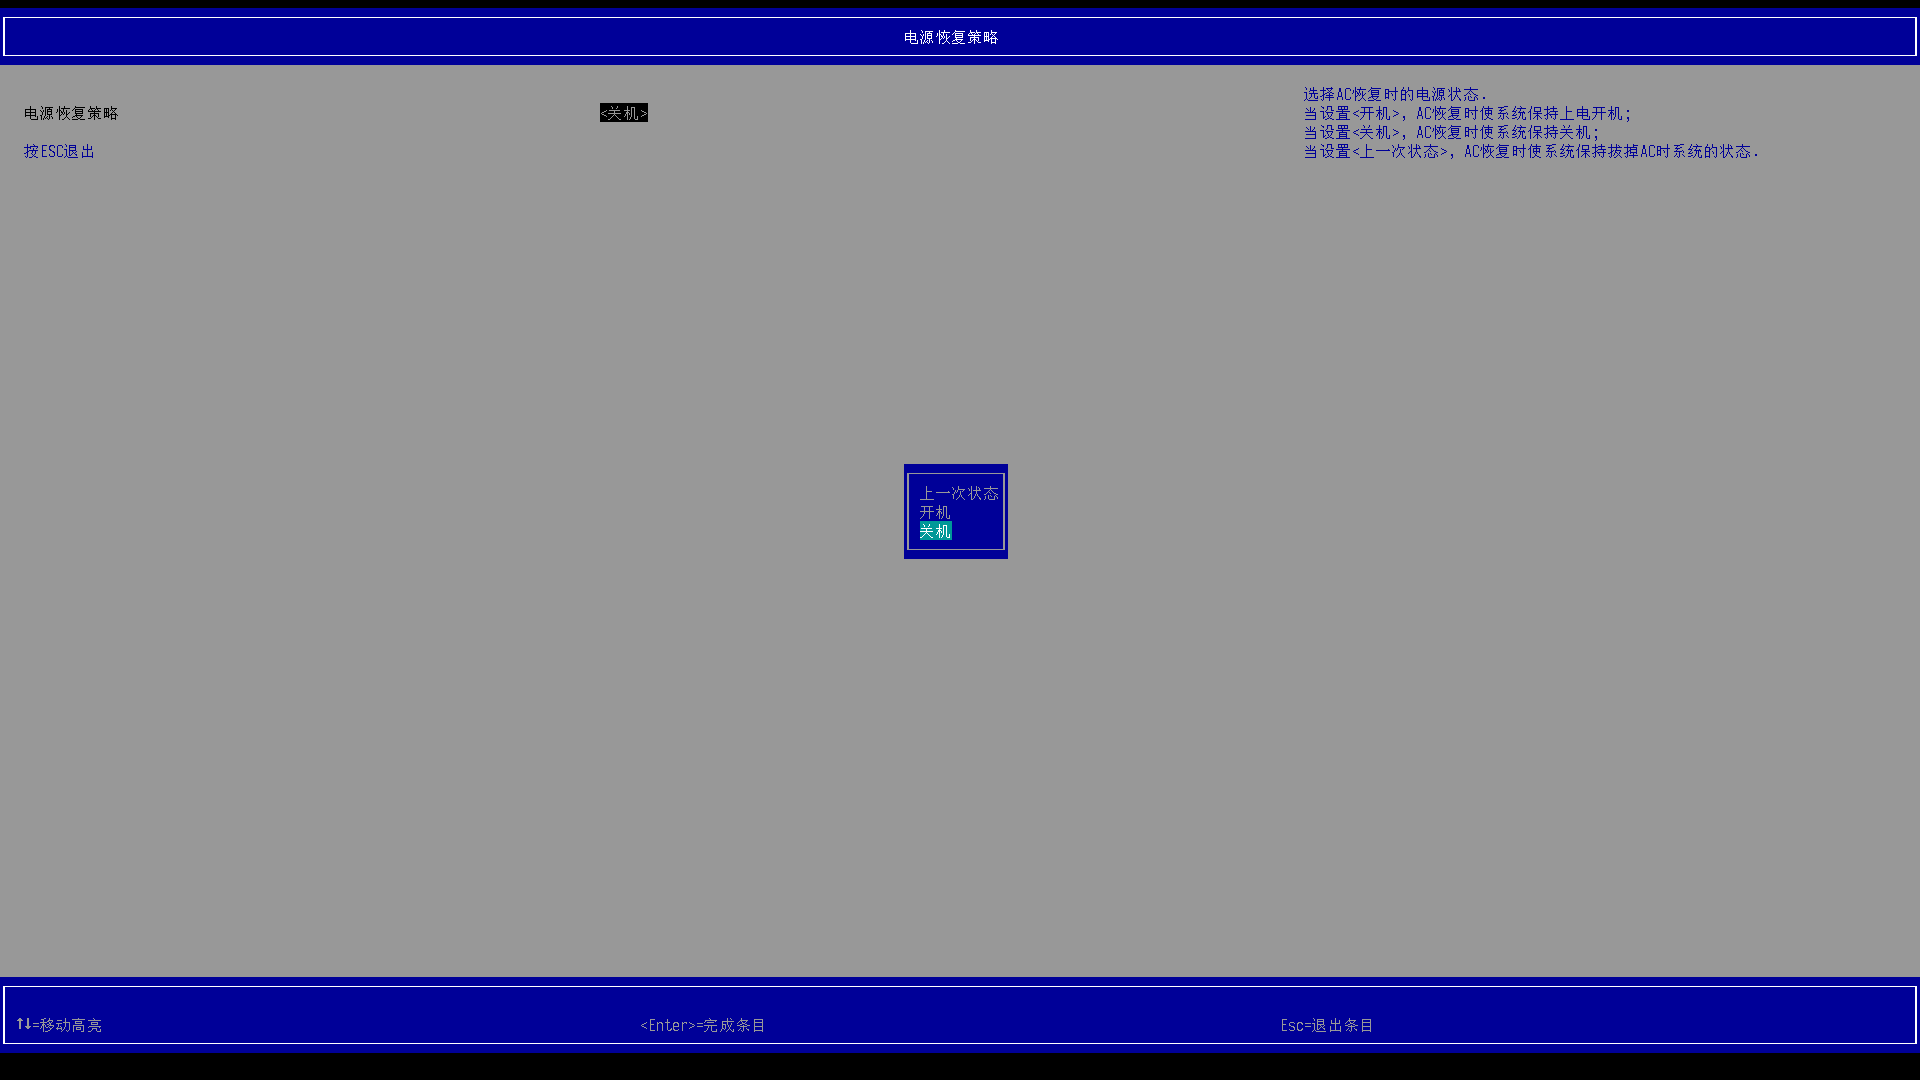 电源恢复策略
电源恢复策略 <关机>
按ESC退出
选择AC恢复时的电源状态.
当设置<开机>, AC恢复时使系统保持上电开机;
当设置<关机>, AC恢复时使系统保持关机;
当设置<上一次状态>, AC恢复时使系统保持拔掉AC时系统的状态.
上一次状态
开机
关机
↑↓=移动高亮 <Enter>=完成条目 Esc=退出条目